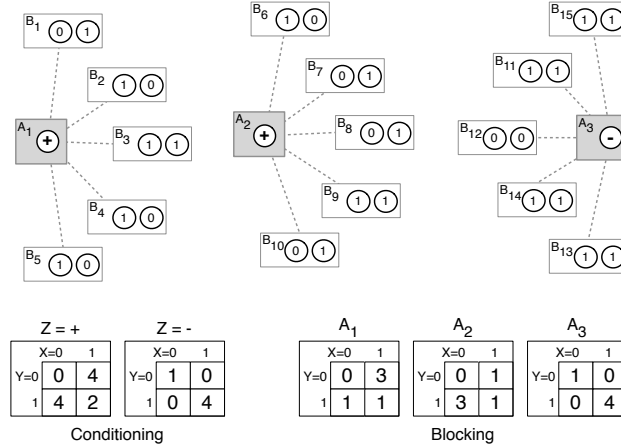 B1 0 1
B2 1 0
A1 +
B3 1 1
B4 1 0
B5 1 0
B6 1 0
B7 0 1
A2 +
B8 0 1
B9 1 1
B10 0 1
B15 1 1
B11 1 1
A3 -
B12 0 0
B14 1 1
B13 1 1
Z = +
X=0 1
Y=0 0 4
1 4 2
Z = -
X=0 1
Y=0 1 0
1 0 4
Conditioning
A1
X=0 1
Y=0 0 3
1 1 1
A2
X=0 1
Y=0 0 1
1 3 1
A3
X=0 1
Y=0 1 0
1 0 4
Blocking